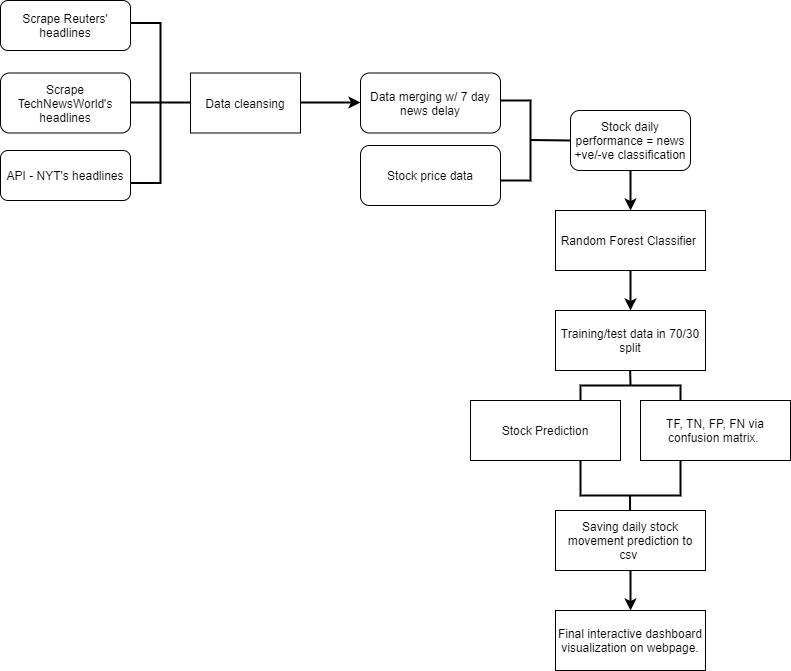 Scrape Reuters'
headlines
Scrape
TechNewsWorld's
headlines
API - NYT's headlines
Data cleansing
Data merging w/ 7 day
news delay
Stock price data
Stock daily
performance = news
+ve/-ve classification
Random Forest Classifier
Training/test data in 70/30
split
Stock Prediction
TF, TN, FP, FN via
confusion matrix.
Saving daily stock
movement prediction to
csv
Final interactive dashboard
visualization on webpage.